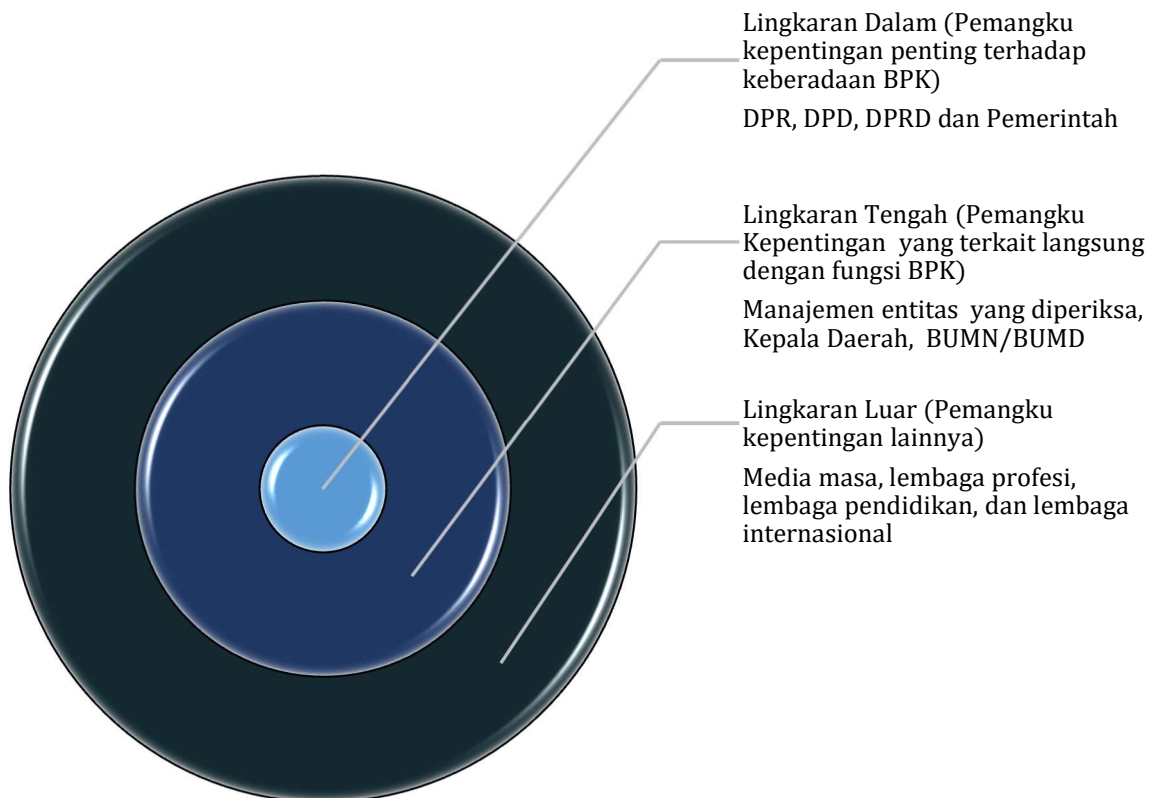 Lingkaran Dalam (Pemangku
kepentingan penting terhadap
keberadaan BPK)
DPR, DPD, DPRD dan Pemerintah
Lingkaran Tengah (Pemangku
Kepentingan yang terkait langsung
dengan fungsi BPK)
Manajemen entitas yang diperiksa,
Kepala Daerah, BUMN/BUMD
Lingkaran Luar (Pemangku
kepentingan lainnya)
Media masa, lembaga profesi,
lembaga pendidikan, dan lembaga
internasional